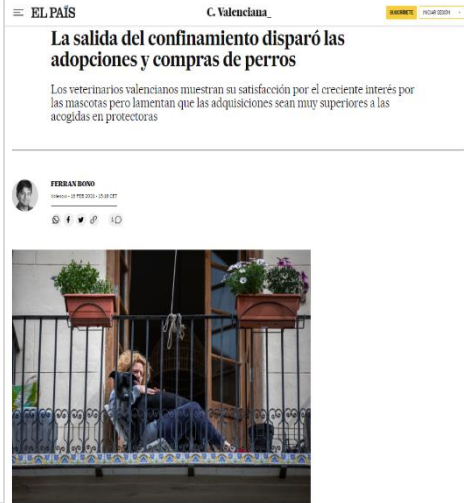 EL PAÍS
C. Valenciana_
SUSCRÍBETE
INICIAR SESIÓN
La salida del confinamiento disparó las
adopciones y compras de perros
Los veterinarios valencianos muestran su satisfacción por el creciente interés por
las mascotas pero lamentan que las adquisiciones sean muy superiores a las
acogidas en protectoras
FERRAN BONO